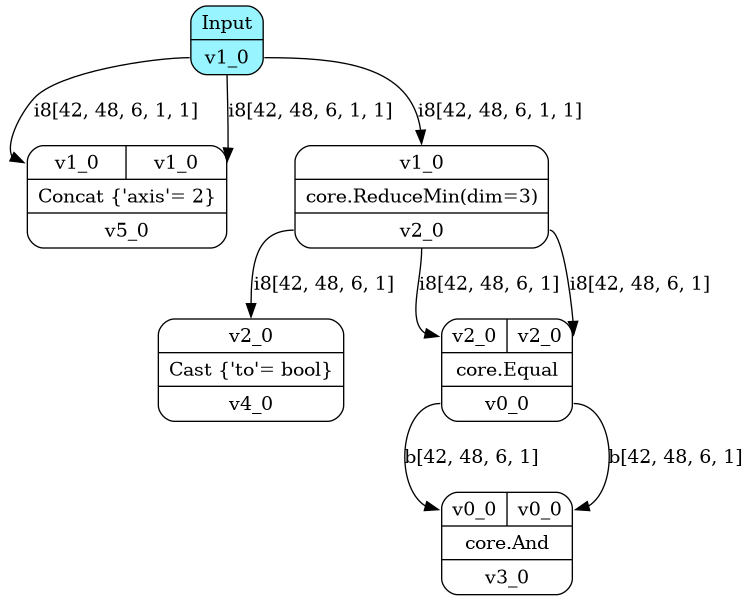 Input
v1_0
i8[42, 48, 6, 1, 1]
i8[42, 48, 6, 1, 1]
i8[42, 48, 6, 1, 1]
v1_0
v1_0
Concat {'axis'= 2}
v5_0
v1_0
core.ReduceMin(dim=3)
v2_0
i8[42, 48, 6, 1]
i8[42, 48, 6, 1]
i8[42, 48, 6, 1]
v2_0
Cast {'to'= bool}
v4_0
v2_0
v2_0
core.Equal
v0_0
b[42, 48, 6, 1]
b[42, 48, 6, 1]
v0_0
v0_0
core.And
v3_0